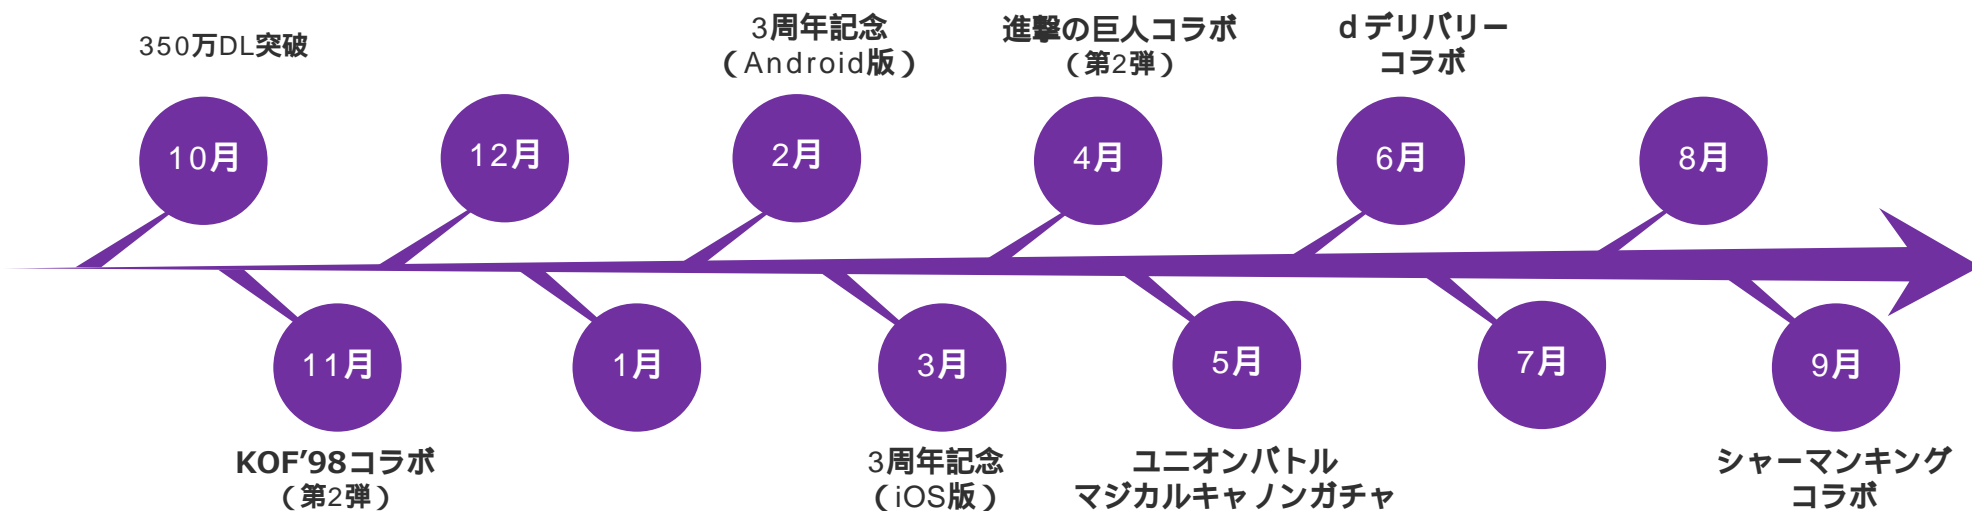 350万DL突破
3周年記念
（Android版）
進撃の巨人コラボ
（第2弾）
ｄデリバリー
コラボ
10月
12月
2月
4月
6月
8月
11月
1月
3月
5月
7月
9月
KOF'98コラボ
（第2弾）
3周年記念
（iOS版）
ユニオンバトル
マジカルキャノンガチャ
シャーマンキング
コラボ